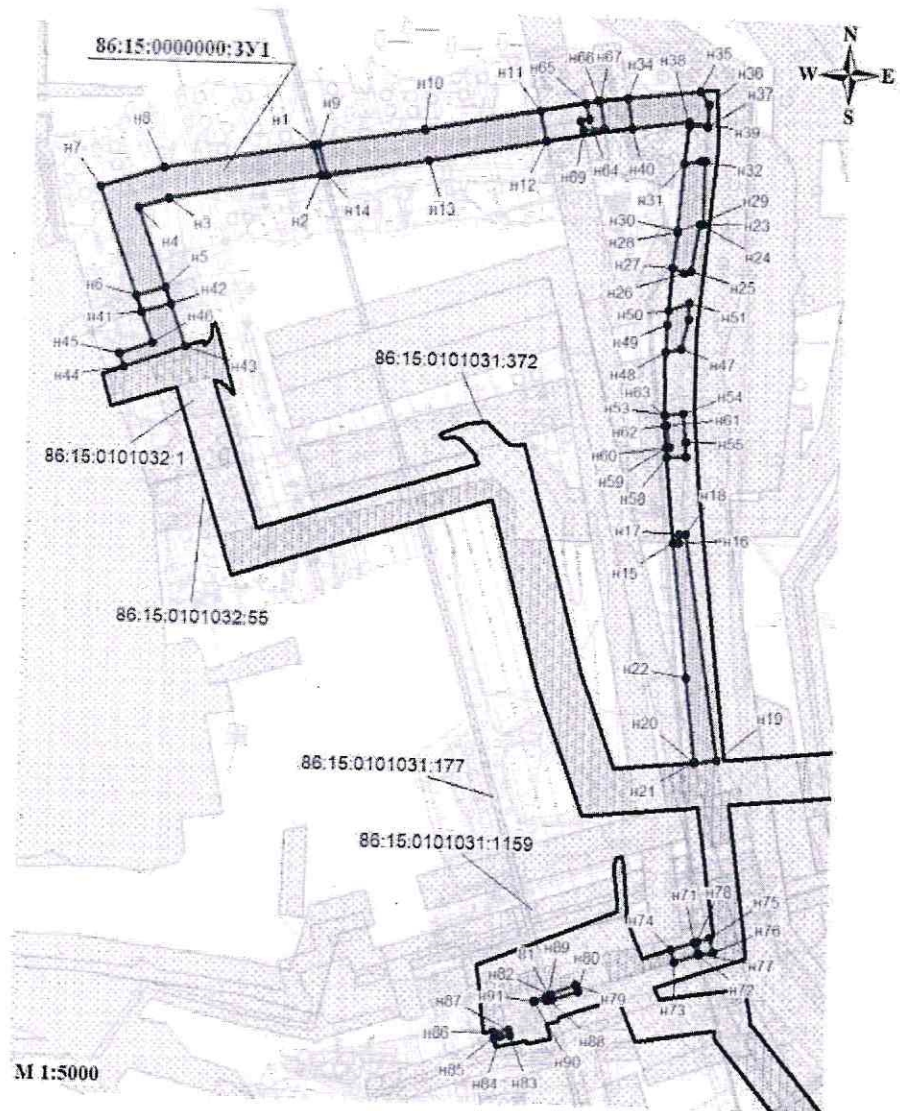 86:15:0000000:ЗУ1
N
W
E
S
н67
н66
н34
н38
н35
н65
н36
н11
н10
н37
н9
н1
н8
н39
н7
н64
н40
н69
н32
н12
н31
н13
н3
н2
н14
н4
н29
н30
н23
н28
н24
н5
н27
н25
н6
н26
н42
н41
н50
н51
н46
н49
н45
н43
86:15:0101031:372
н47
н44
н48
н63
н54
н53
н61
н62
н55
86:15:0101032:1
н60
н59
н58
н18
н17
н16
н15
86:15:0101032:55
н22
н20
н19
86:15:0101031:177
н21
86:15:0101031:1159
н78
н71
н75
н74
н76
н89
81
н80
н82
н77
н72
н87
н91
н79
н73
н86
н88
н85
н90
н84
н83
М 1:5000